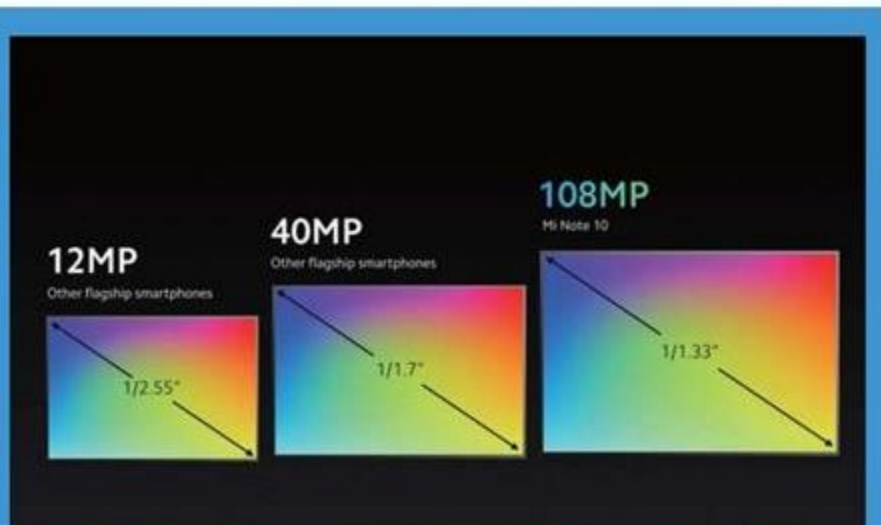 12MP
Other flagship smartphones
1/2.55"
40MP
Other flagship smartphones
1/1.7"
108MP
Mi Note 10
1/1.33"